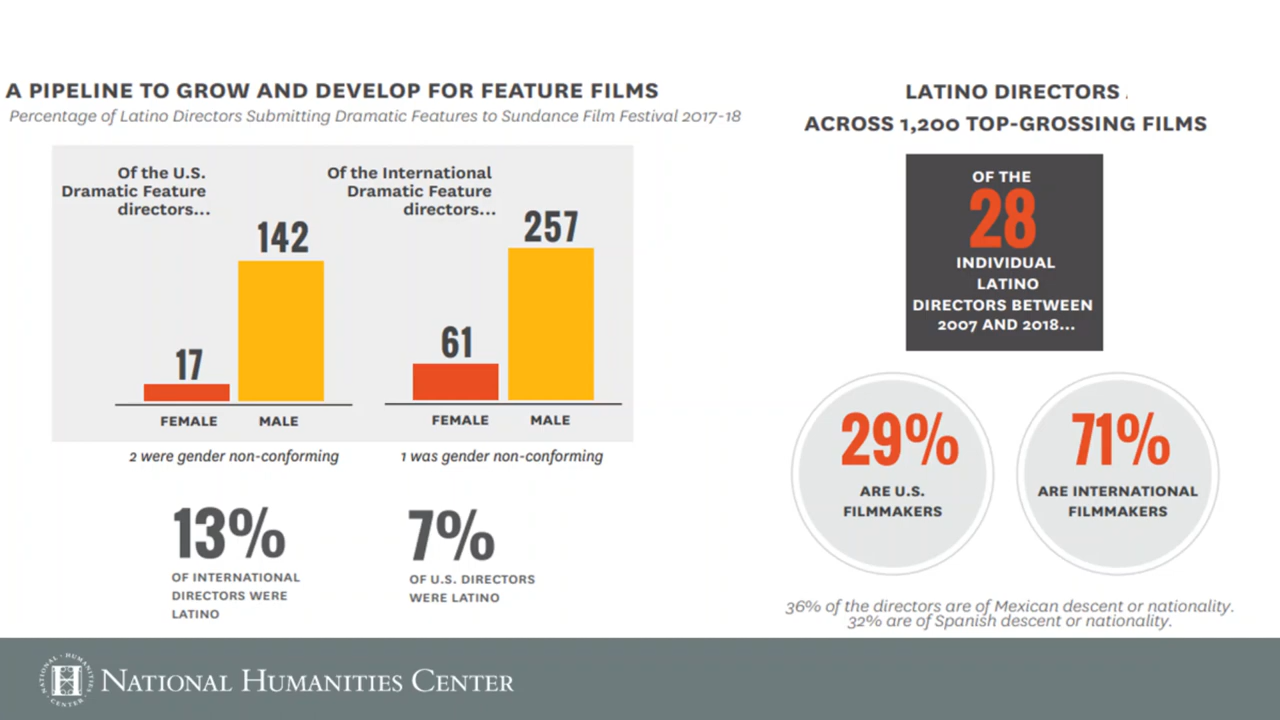 A PIPELINE TO GROW AND DEVELOP FOR FEATURE FILMS
Percentage of Latino Directors Submitting Dramatic Features to Sundance Film Festival 2017-18
Of the U.S.
Dramatic Feature
directors...
142
17
FEMALE
MALE
2 were gender non-conforming
Of the International
Dramatic Feature
directors...
257
61
FEMALE
MALE
1 was gender non-conforming
13%
OF INTERNATIONAL
DIRECTORS WERE
LATINO
7%
OF U.S. DIRECTORS
WERE LATINO
LATINO DIRECTORS
ACROSS 1,200 TOP-GROSSING FILMS
OF THE
28
INDIVIDUAL
LATINO
DIRECTORS BETWEEN
2007 AND 2018...
29%
ARE U.S.
FILMMAKERS
71%
ARE INTERNATIONAL
FILMMAKERS
36% of the directors are of Mexican descent or nationality.
32% are of Spanish descent or nationality.
NATIONAL HUMANITIES CENTER
NATIONAL · HUMANITIES · CENTER ·
H